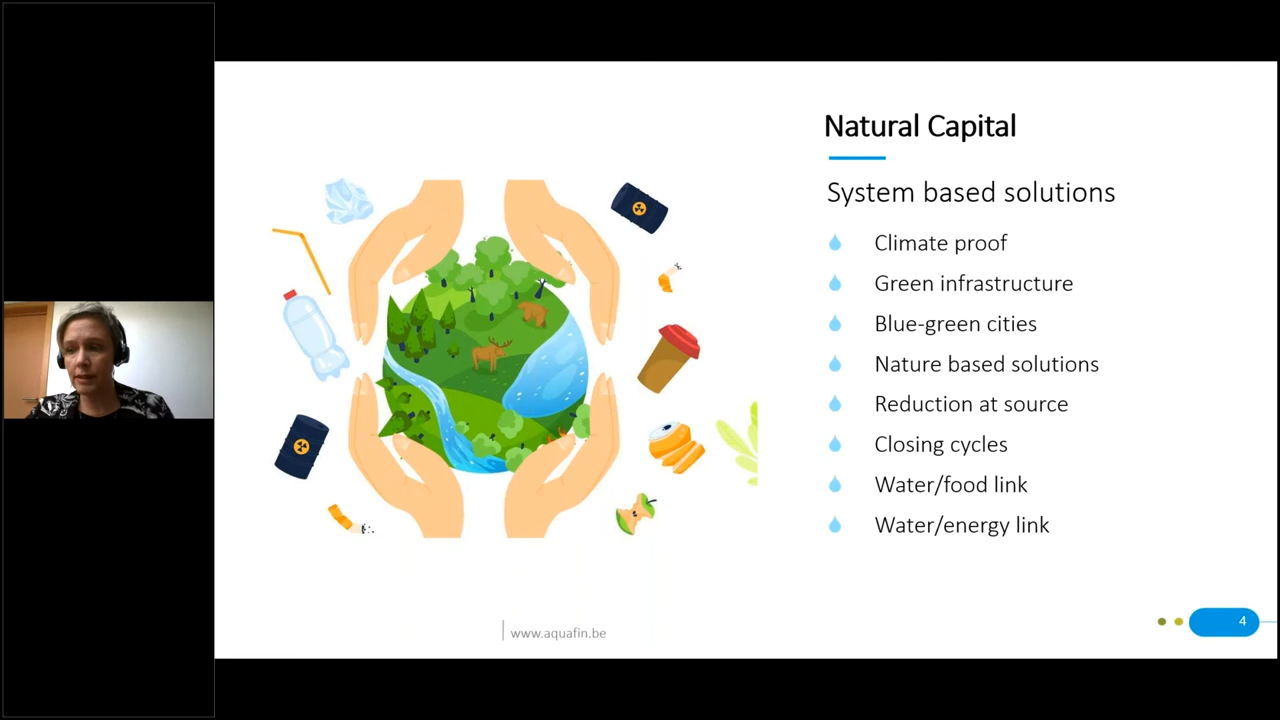 Natural Capital
System based solutions
Climate proof
Green infrastructure
Blue-green cities
Nature based solutions
Reduction at source
Closing cycles
Water/food link
Water/energy link
www.aquafin.be
4